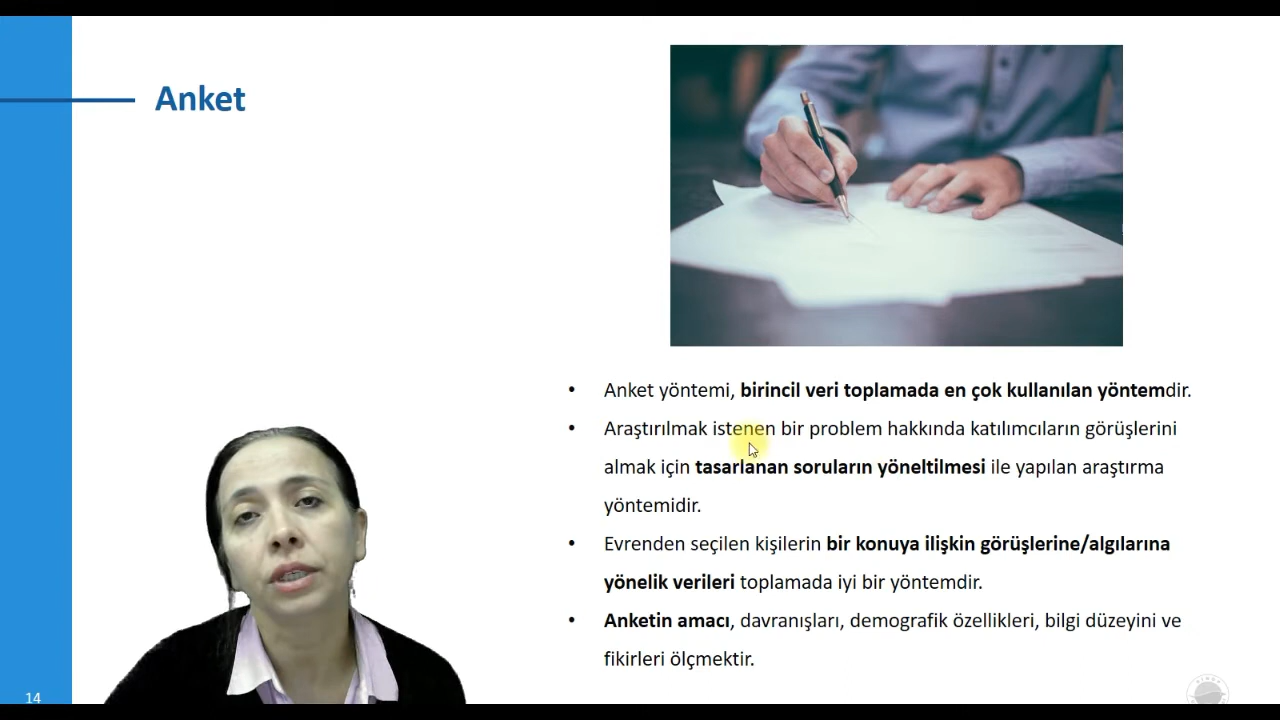 Anket
• Anket yöntemi, birincil veri toplamada en çok kullanılan yöntemdir.
• Araştırılmak istenen bir problem hakkında katılımcıların görüşlerini
almak için tasarlanan soruların yöneltilmesi ile yapılan araştırma
yöntemidir.
• Evrenden seçilen kişilerin bir konuya ilişkin görüşlerine/algılarına
yönelik verileri toplamada iyi bir yöntemdir.
• Anketin amacı, davranışları, demografik özellikleri, bilgi düzeyini ve
fikirleri ölçmektir.
14